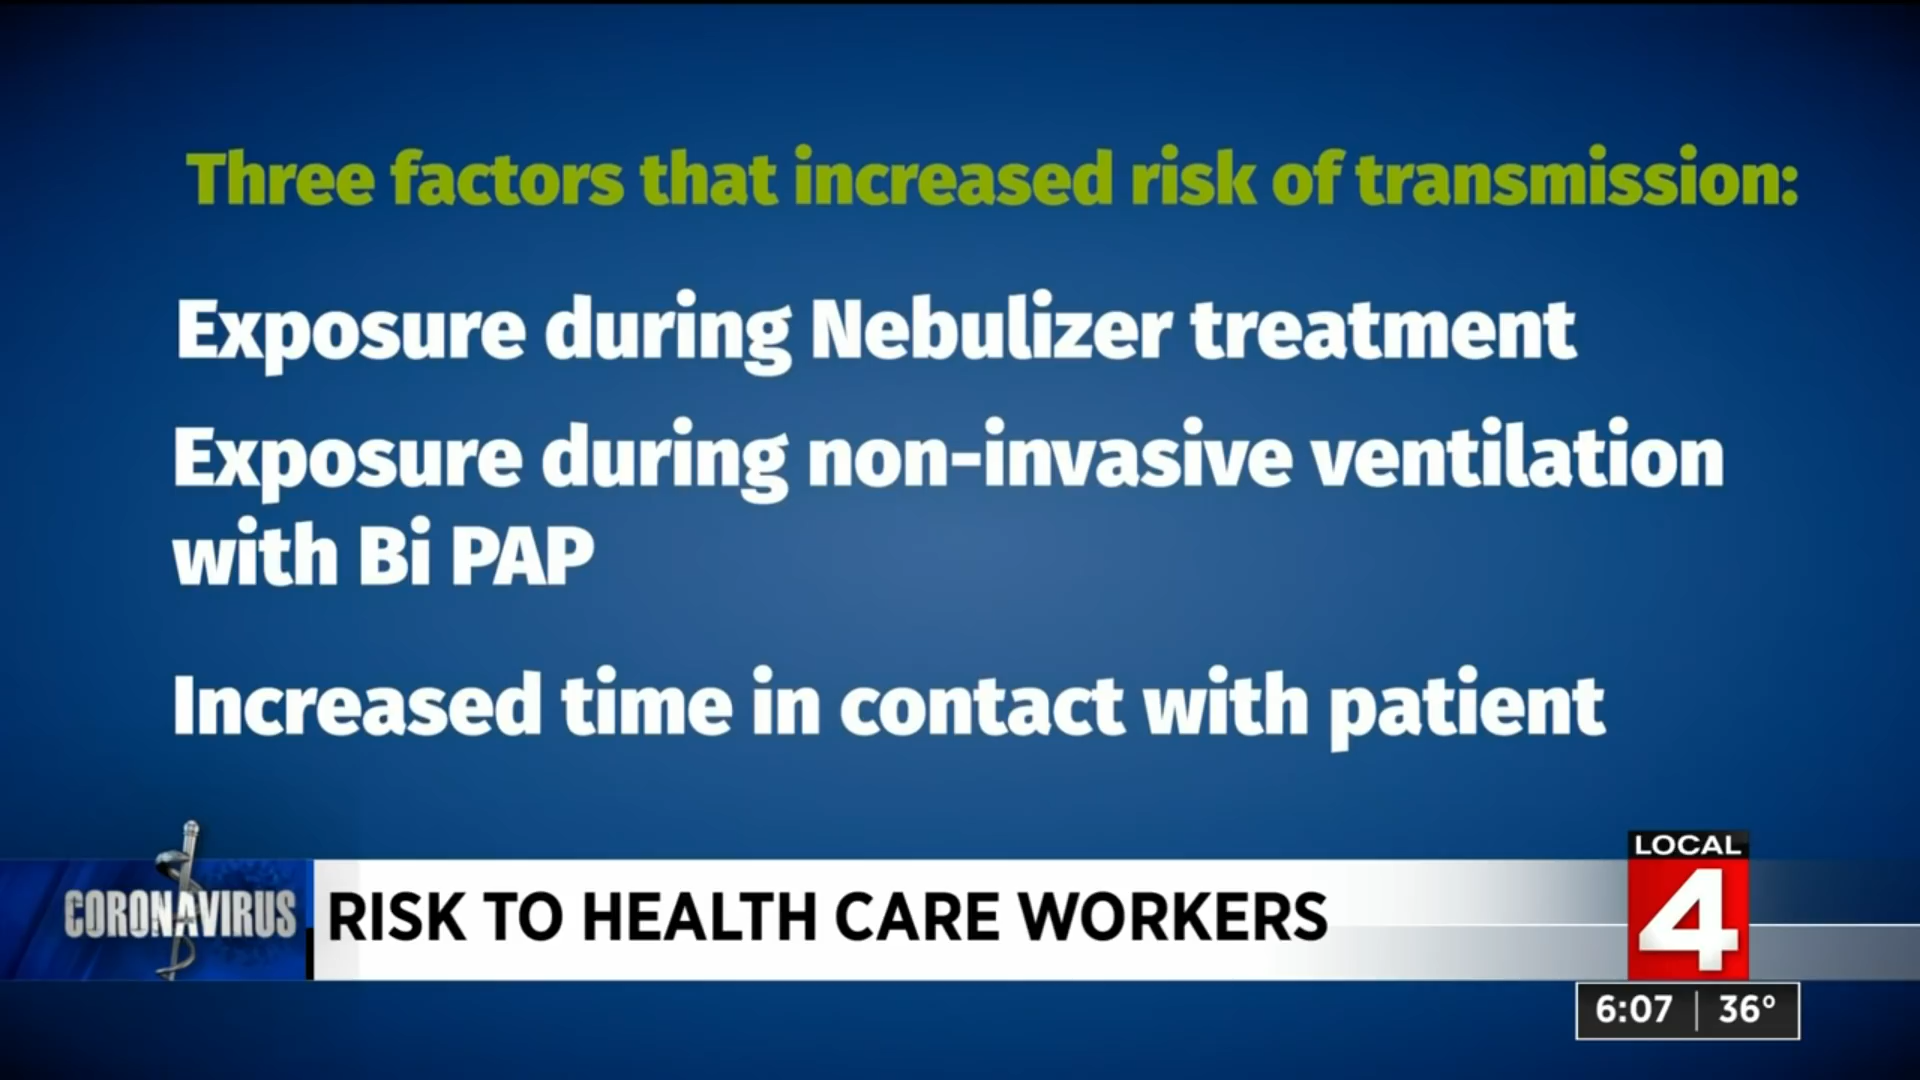 Three factors that increased risk of transmission:
Exposure during Nebulizer treatment
Exposure during non-invasive ventilation
with Bi PAP
Increased time in contact with patient
CORONAVIRUS
RISK TO HEALTH CARE WORKERS
LOCAL
4
6:07 | 36°